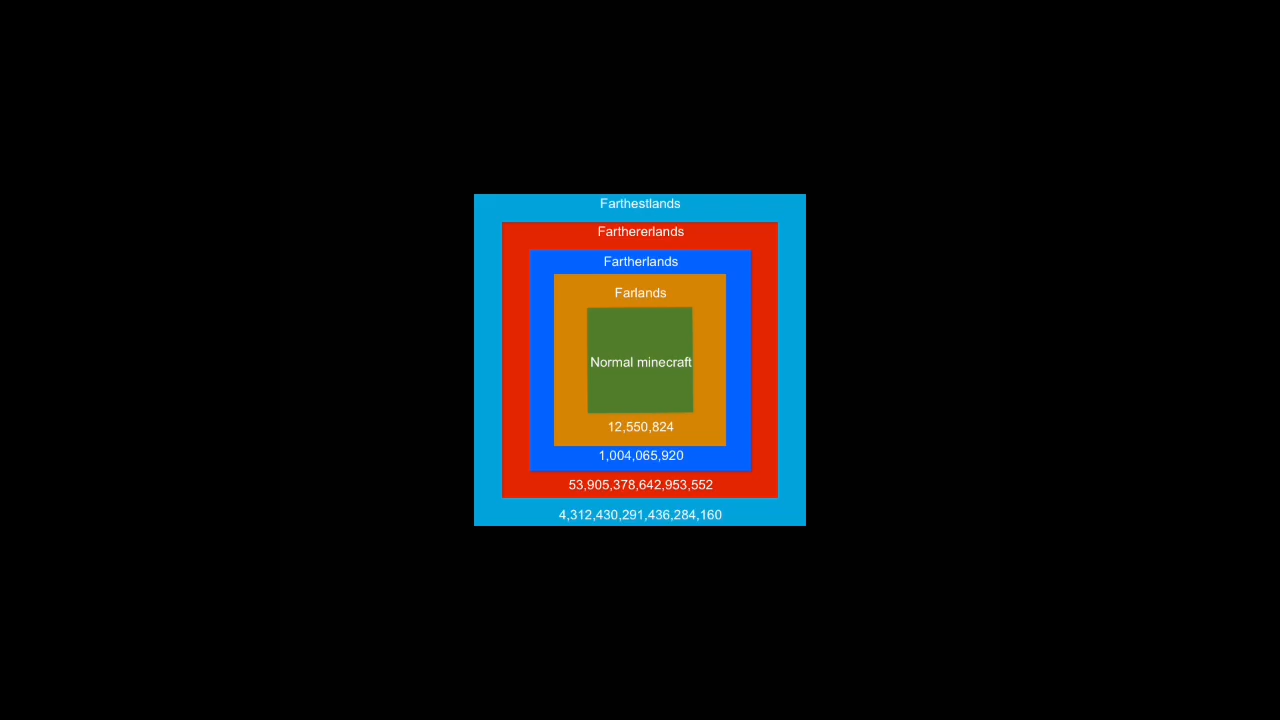 Farthestlands
Farthererlands
Fartherlands
Farlands
Normal minecraft
12,550,824
1,004,065,920
53,905,378,642,953,552
4,312,430,291,436,284,160